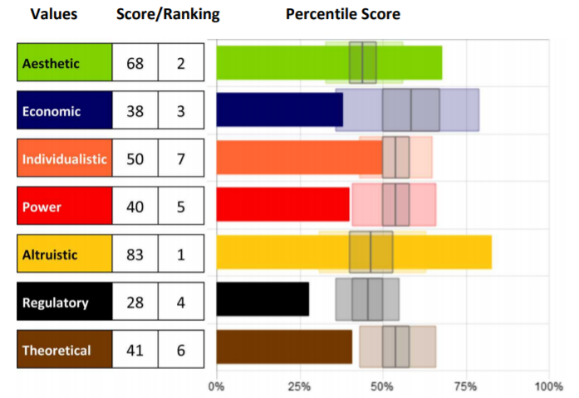 Values Score/Ranking Percentile Score
Aesthetic 68 2
Economic 38 3
Individualistic 50 7
Power 40 5
Altruistic 83 1
Regulatory 28 4
Theoretical 41 6
0% 25% 50% 75% 100%